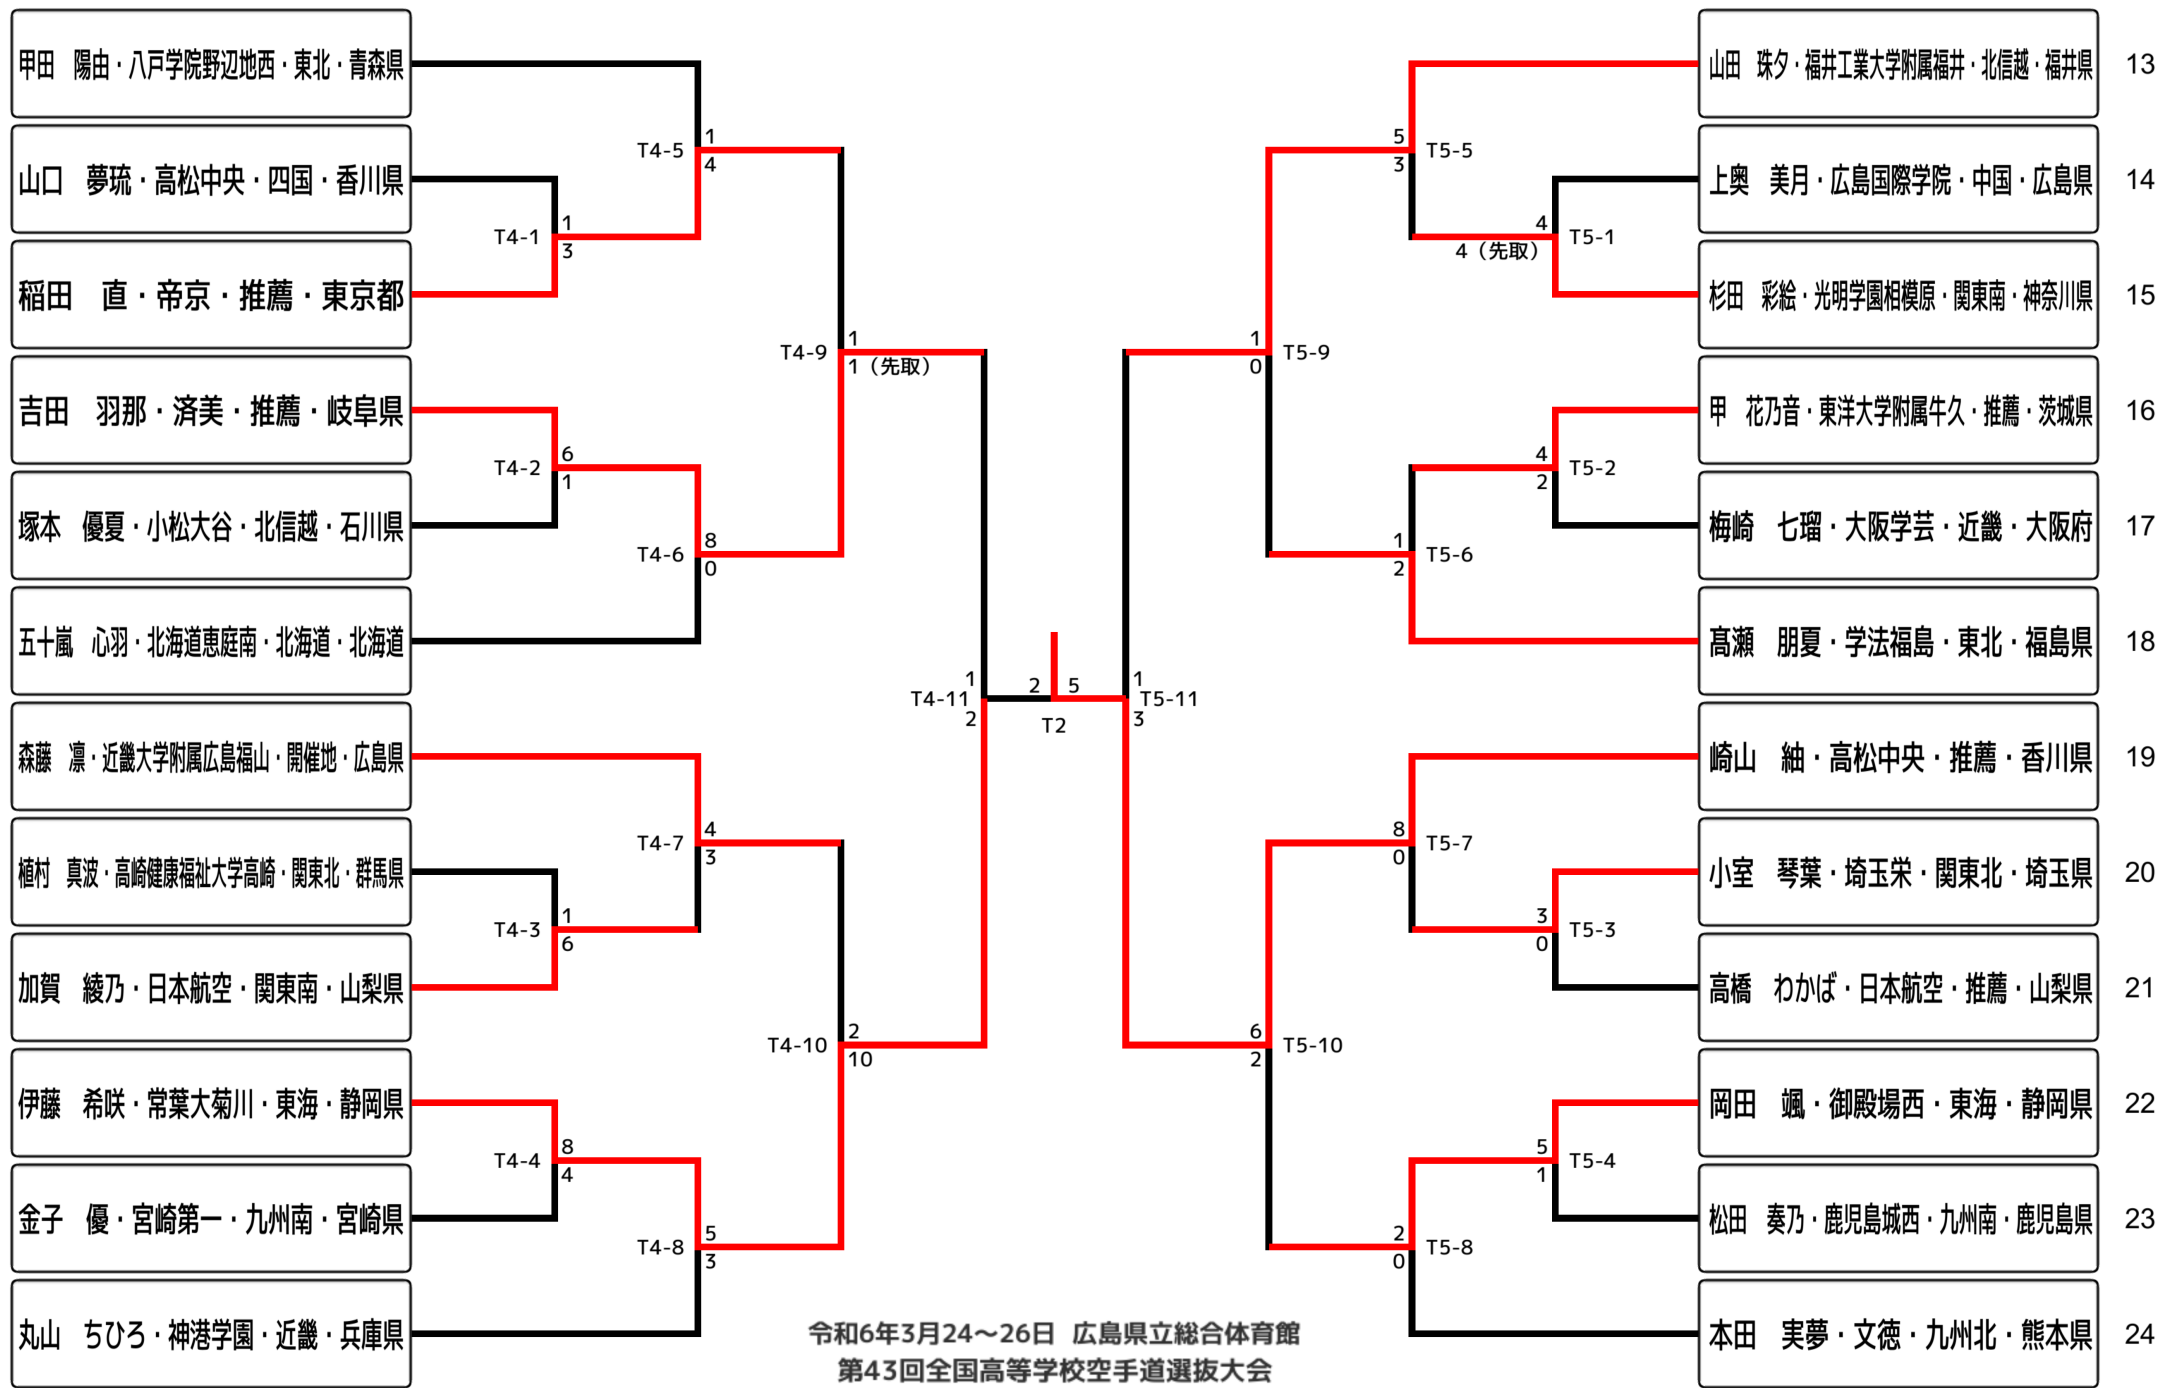 甲田 陽由・八戸学院野辺地西・東北・青森県
山口 夢琉・高松中央・四国・香川県
稲田 直・帝京・推薦・東京都
吉田 羽那・済美・推薦・岐阜県
塚本 優夏・小松大谷・北信越・石川県
五十嵐 心羽・北海道恵庭南・北海道・北海道
森藤 凛・近畿大学附属広島福山・開催地・広島県
植村 真波・高崎健康福祉大学高崎・関東北・群馬県
加賀 綾乃・日本航空・関東南・山梨県
伊藤 希咲・常葉大菊川・東海・静岡県
金子 優・宮崎第一・九州南・宮崎県
丸山 ちひろ・神港学園・近畿・兵庫県
T4-1
1
3
T4-2
6
1
T4-3
1
6
T4-4
8
4
T4-5
1
4
T4-6
8
0
T4-7
4
3
T4-8
5
3
T4-9
1
1（先取）
T4-10
2
10
T4-11
1
2
2
5
T2
1
3
T5-11
1
0
T5-9
6
2
T5-10
5
3
T5-5
1
2
T5-6
8
0
T5-7
2
0
T5-8
4
4（先取）
T5-1
4
2
T5-2
3
0
T5-3
5
1
T5-4
山田 珠夕・福井工業大学附属福井・北信越・福井県 13
上奥 美月・広島国際学院・中国・広島県 14
杉田 彩絵・光明学園相模原・関東南・神奈川県 15
甲 花乃音・東洋大学附属牛久・推薦・茨城県 16
梅崎 七瑠・大阪学芸・近畿・大阪府 17
髙瀬 朋夏・学法福島・東北・福島県 18
崎山 紬・高松中央・推薦・香川県 19
小室 琴葉・埼玉栄・関東北・埼玉県 20
高橋 わかば・日本航空・推薦・山梨県 21
岡田 颯・御殿場西・東海・静岡県 22
松田 奏乃・鹿児島城西・九州南・鹿児島県 23
本田 実夢・文徳・九州北・熊本県 24
令和6年3月24～26日 広島県立総合体育館
第43回全国高等学校空手道選抜大会